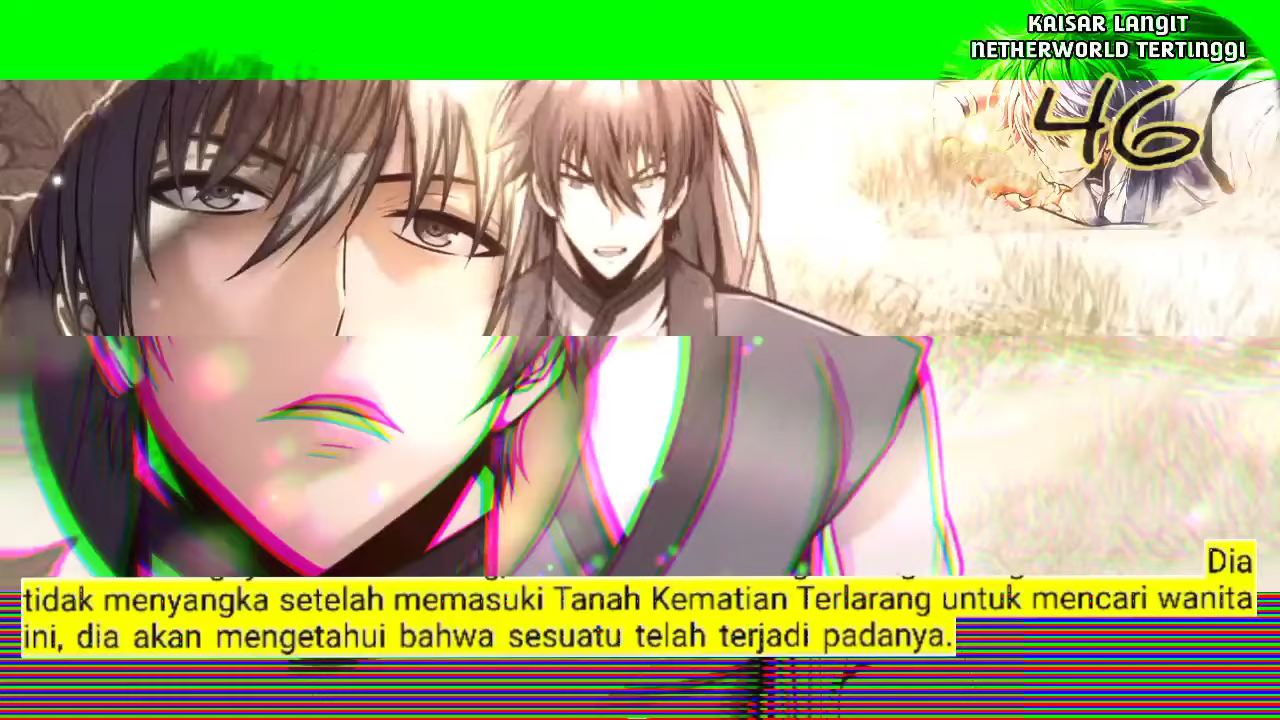 KAISAR LANGIT
NETHERWORLD TERTINGGI
46
Dia
tidak menyangka setelah memasuki Tanah Kematian Terlarang untuk mencari wanita
ini, dia akan mengetahui bahwa sesuatu telah terjadi padanya.